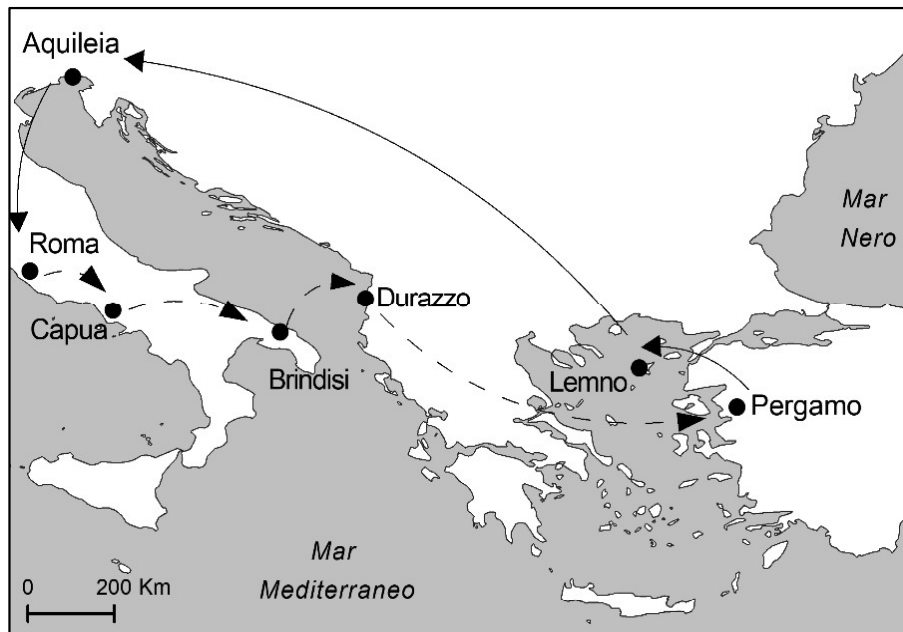 Aquileia
Mar
Nero
Roma
Durazzo
Capua
Brindisi
Lemno
Pergamo
Mar
Mediterraneo
0 200 Km